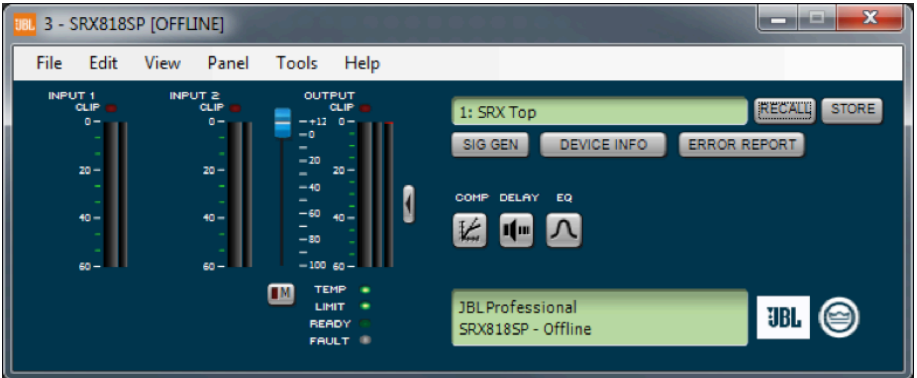 JBL 3 - SRX818SP [OFFLINE]
File Edit View Panel Tools Help
INPUT 1
CLIP
0
20
40
60
INPUT 2
CLIP
0
20
40
60
OUTPUT
CLIP
+12
0
20
40
60
80
100
0
20
40
60
M
TEMP
LIMIT
READY
FAULT
1: SRX Top
RECALL STORE
SIG GEN DEVICE INFO ERROR REPORT
COMP DELAY EQ
JBL Professional
SRX818SP - Offline
JBL